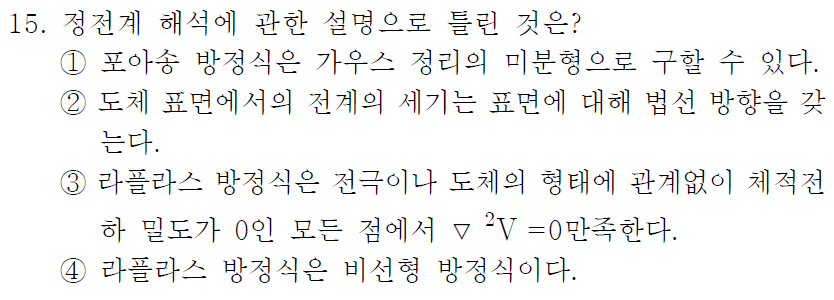 15. 정전계 해석에 관한 설명으로 틀린 것은?
① 포아송 방정식은 가우스 정리의 미분형으로 구할 수 있다.
② 도체 표면에서의 전계의 세기는 표면에 대해 법선 방향을 갖
는다.
③ 라플라스 방정식은 전극이나 도체의 형태에 관계없이 체적전
하 밀도가 0인 모든 점에서 ▽ ²V =0만족한다.
④ 라플라스 방정식은 비선형 방정식이다.